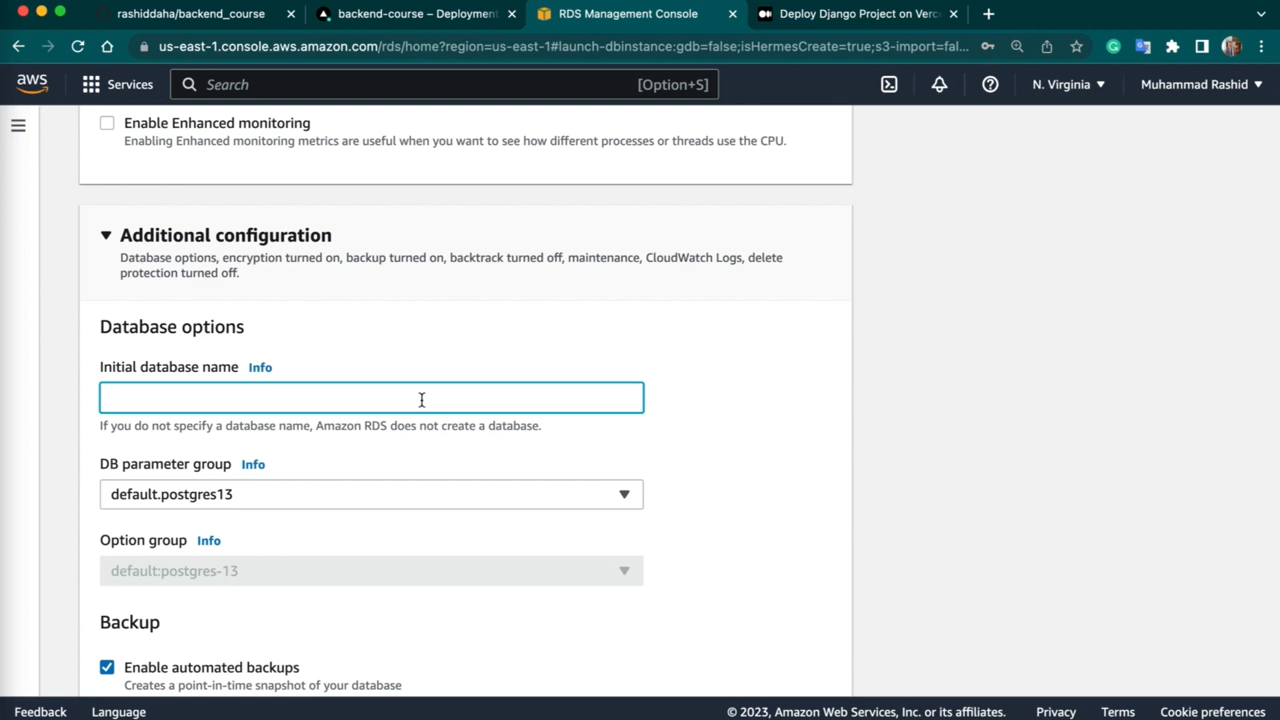 rashiddaha/backend_course
backend-course – Deployment
RDS Management Console
Deploy Django Project on Verc
us-east-1.console.aws.amazon.com/rds/home?region=us-east-1#launch-dbinstance:gdb=false;isHermesCreate=true;s3-import=fal...
aws
Services
Search
[Option+S]
N. Virginia
Muhammad Rashid
Enable Enhanced monitoring
Enabling Enhanced monitoring metrics are useful when you want to see how different processes or threads use the CPU.
Additional configuration
Database options, encryption turned on, backup turned on, backtrack turned off, maintenance, CloudWatch Logs, delete
protection turned off.
Database options
Initial database name Info
If you do not specify a database name, Amazon RDS does not create a database.
DB parameter group Info
default.postgres13
Option group Info
default:postgres-13
Backup
Enable automated backups
Creates a point-in-time snapshot of your database
Feedback
Language
© 2023, Amazon Web Services, Inc. or its affiliates.
Privacy
Terms
Cookie preferences